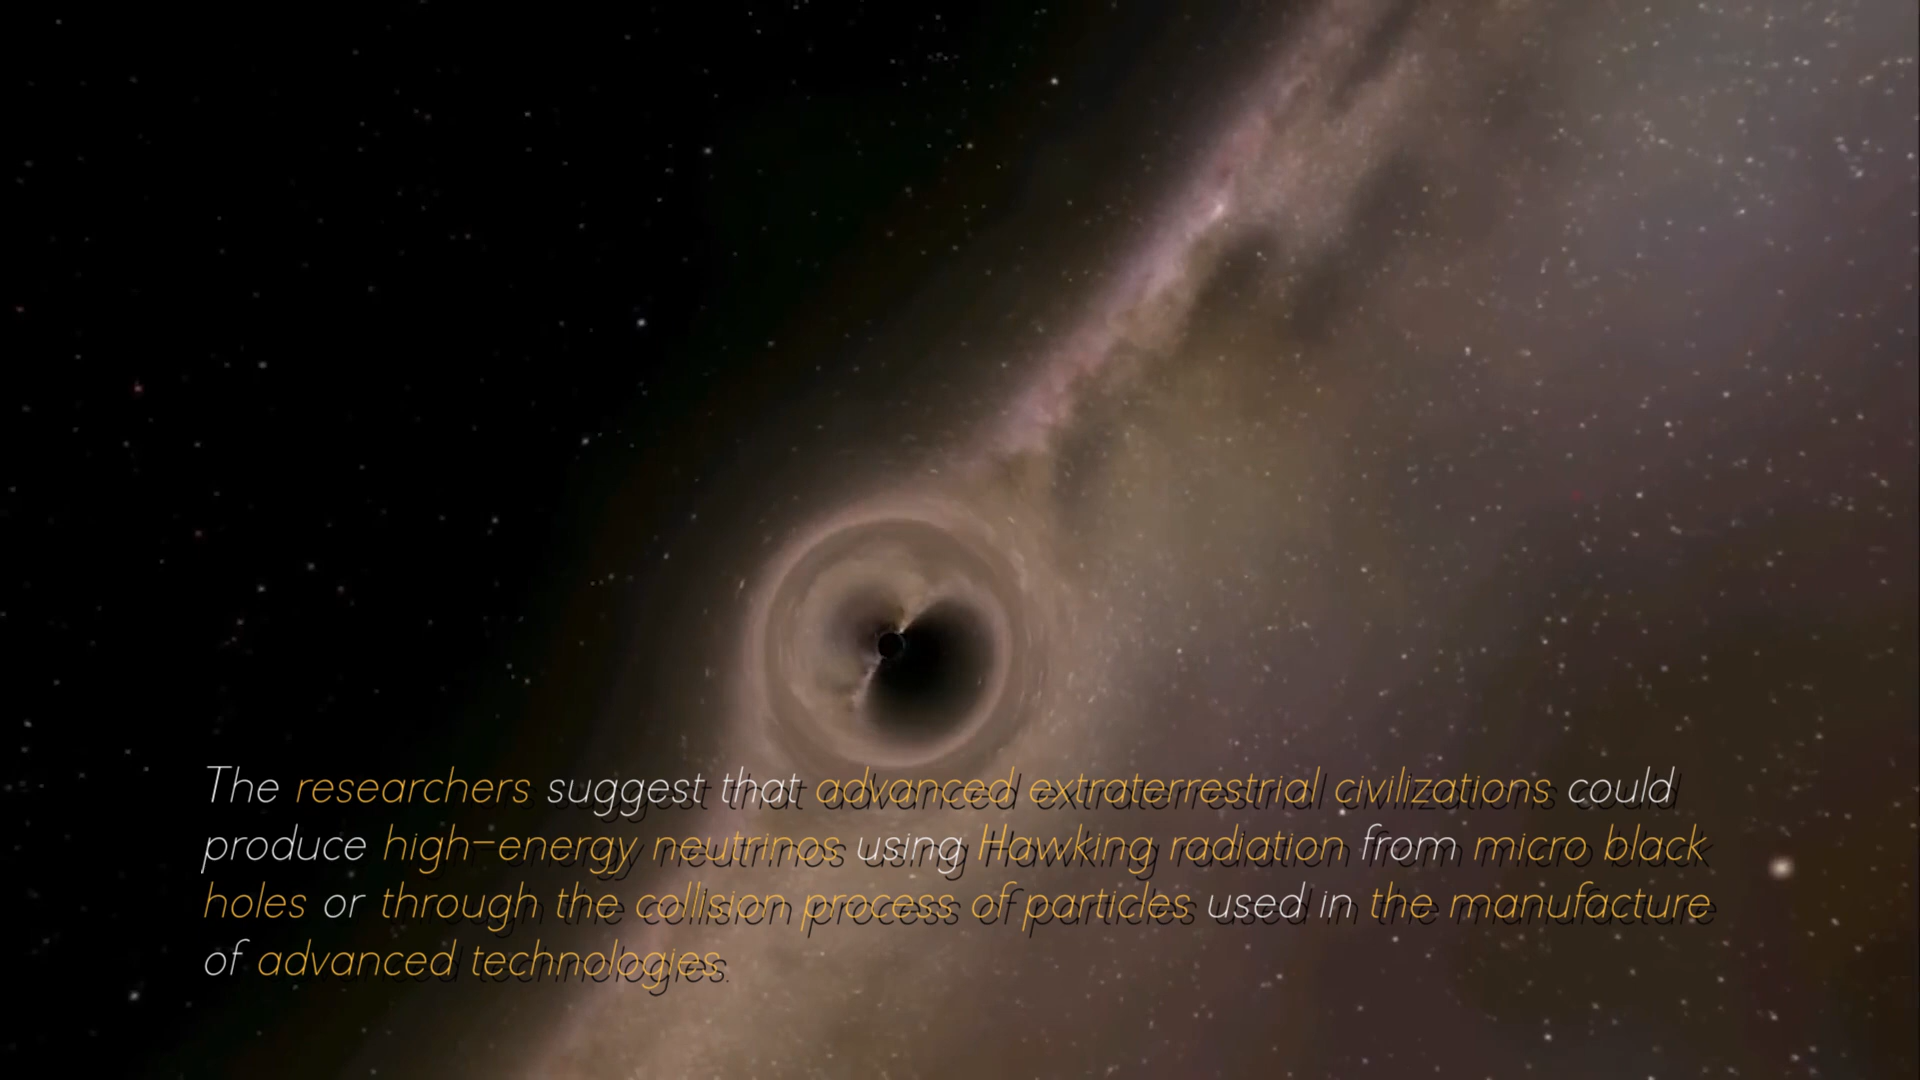 The researchers suggest that advanced extraterrestrial civilizations could
produce high-energy neutrinos using Hawking radiation from micro black
holes or through the collision process of particles used in the manufacture
of advanced technologies.